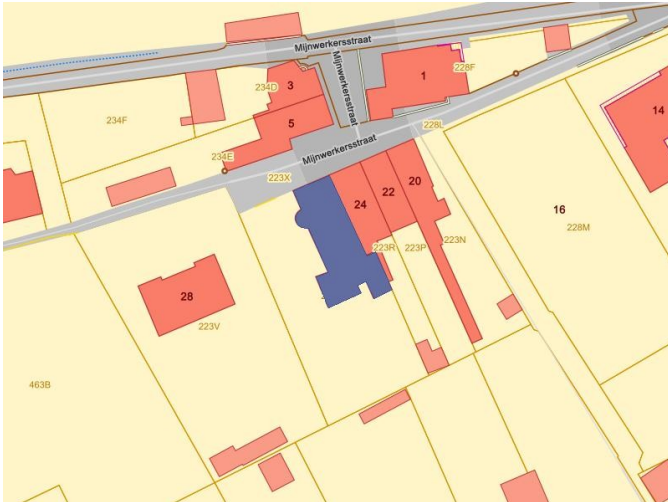 Mijnwerkersstraat
Mijnwerkersstraat
1
228F
234D
3
14
234F
5
228L
Mijnwerkersstraat
234E
223X
20
22
24
16
228M
223R
223P
223N
28
223V
463B